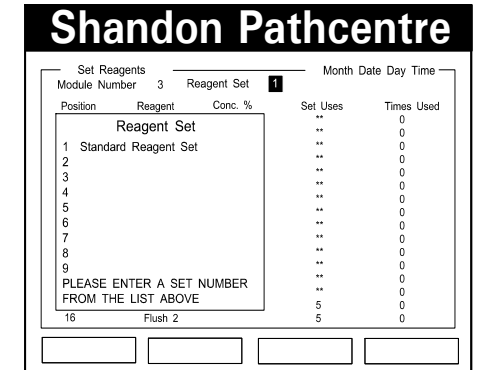 Shandon Pathcentre
Set Reagents Month Date Day Time
Module Number 3 Reagent Set 1
Position Reagent Conc. % Set Uses Times Used
Reagent Set
1 Standard Reagent Set
2
3
4
5
6
7
8
9
PLEASE ENTER A SET NUMBER
FROM THE LIST ABOVE
** 0
** 0
** 0
** 0
** 0
** 0
** 0
** 0
** 0
** 0
** 0
** 0
** 0
** 0
5 0
16 Flush 2 5 0